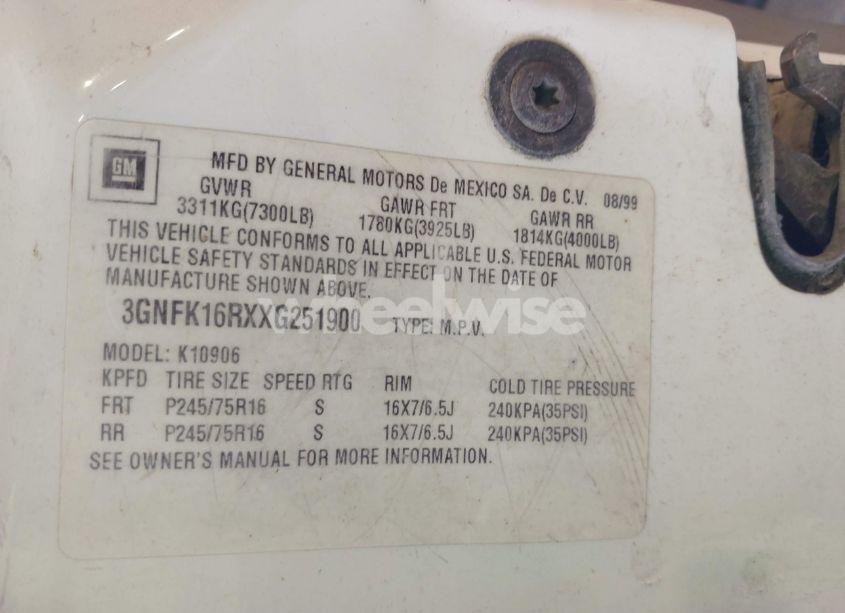 GM
MFD BY GENERAL MOTORS De MEXICO SA. De C.V. 08/99
GVWR GAWR FRT GAWR RR
3311KG(7300LB) 1780KG(3925LB) 1814KG(4000LB)
THIS VEHICLE CONFORMS TO ALL APPLICABLE U.S. FEDERAL MOTOR
VEHICLE SAFETY STANDARDS IN EFFECT ON THE DATE OF
MANUFACTURE SHOWN ABOVE.
wheelwise
3GNFK16RXXG251900 TYPE: M.P.V.
MODEL: K10906
KPFD TIRE SIZE SPEED RTG RIM COLD TIRE PRESSURE
FRT P245/75R16 S 16X7/6.5J 240KPA(35PSI)
RR P245/75R16 S 16X7/6.5J 240KPA(35PSI)
SEE OWNER'S MANUAL FOR MORE INFORMATION.